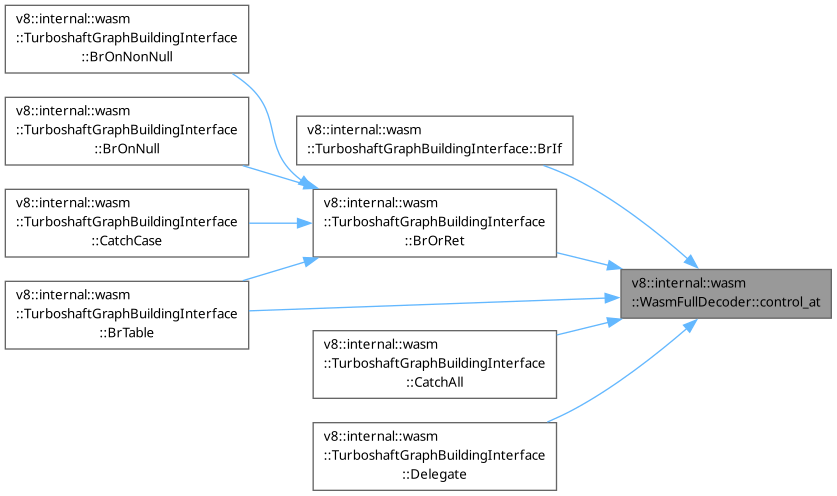 v8::internal::wasm
::TurboshaftGraphBuildingInterface
::BrOnNonNull
v8::internal::wasm
::TurboshaftGraphBuildingInterface
::BrOnNull
v8::internal::wasm
::TurboshaftGraphBuildingInterface::BrIf
v8::internal::wasm
::TurboshaftGraphBuildingInterface
::CatchCase
v8::internal::wasm
::TurboshaftGraphBuildingInterface
::BrOrRet
v8::internal::wasm
::WasmFullDecoder::control_at
v8::internal::wasm
::TurboshaftGraphBuildingInterface
::BrTable
v8::internal::wasm
::TurboshaftGraphBuildingInterface
::CatchAll
v8::internal::wasm
::TurboshaftGraphBuildingInterface
::Delegate